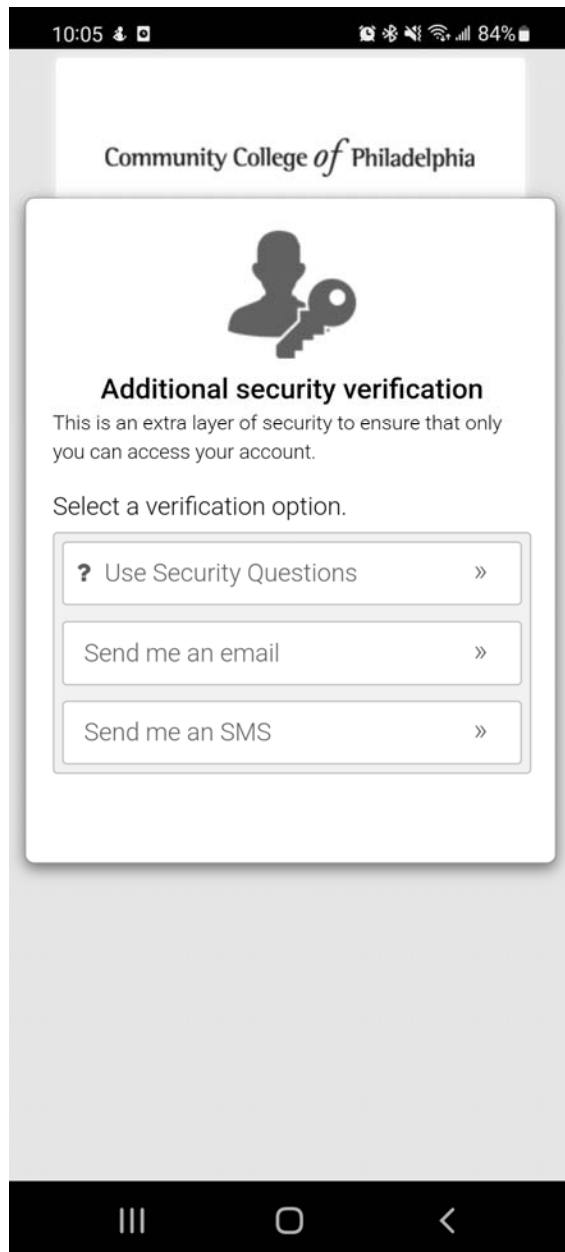 10:05 84%
Community College of Philadelphia
Additional security verification
This is an extra layer of security to ensure that only
you can access your account.
Select a verification option.
? Use Security Questions »
Send me an email »
Send me an SMS »